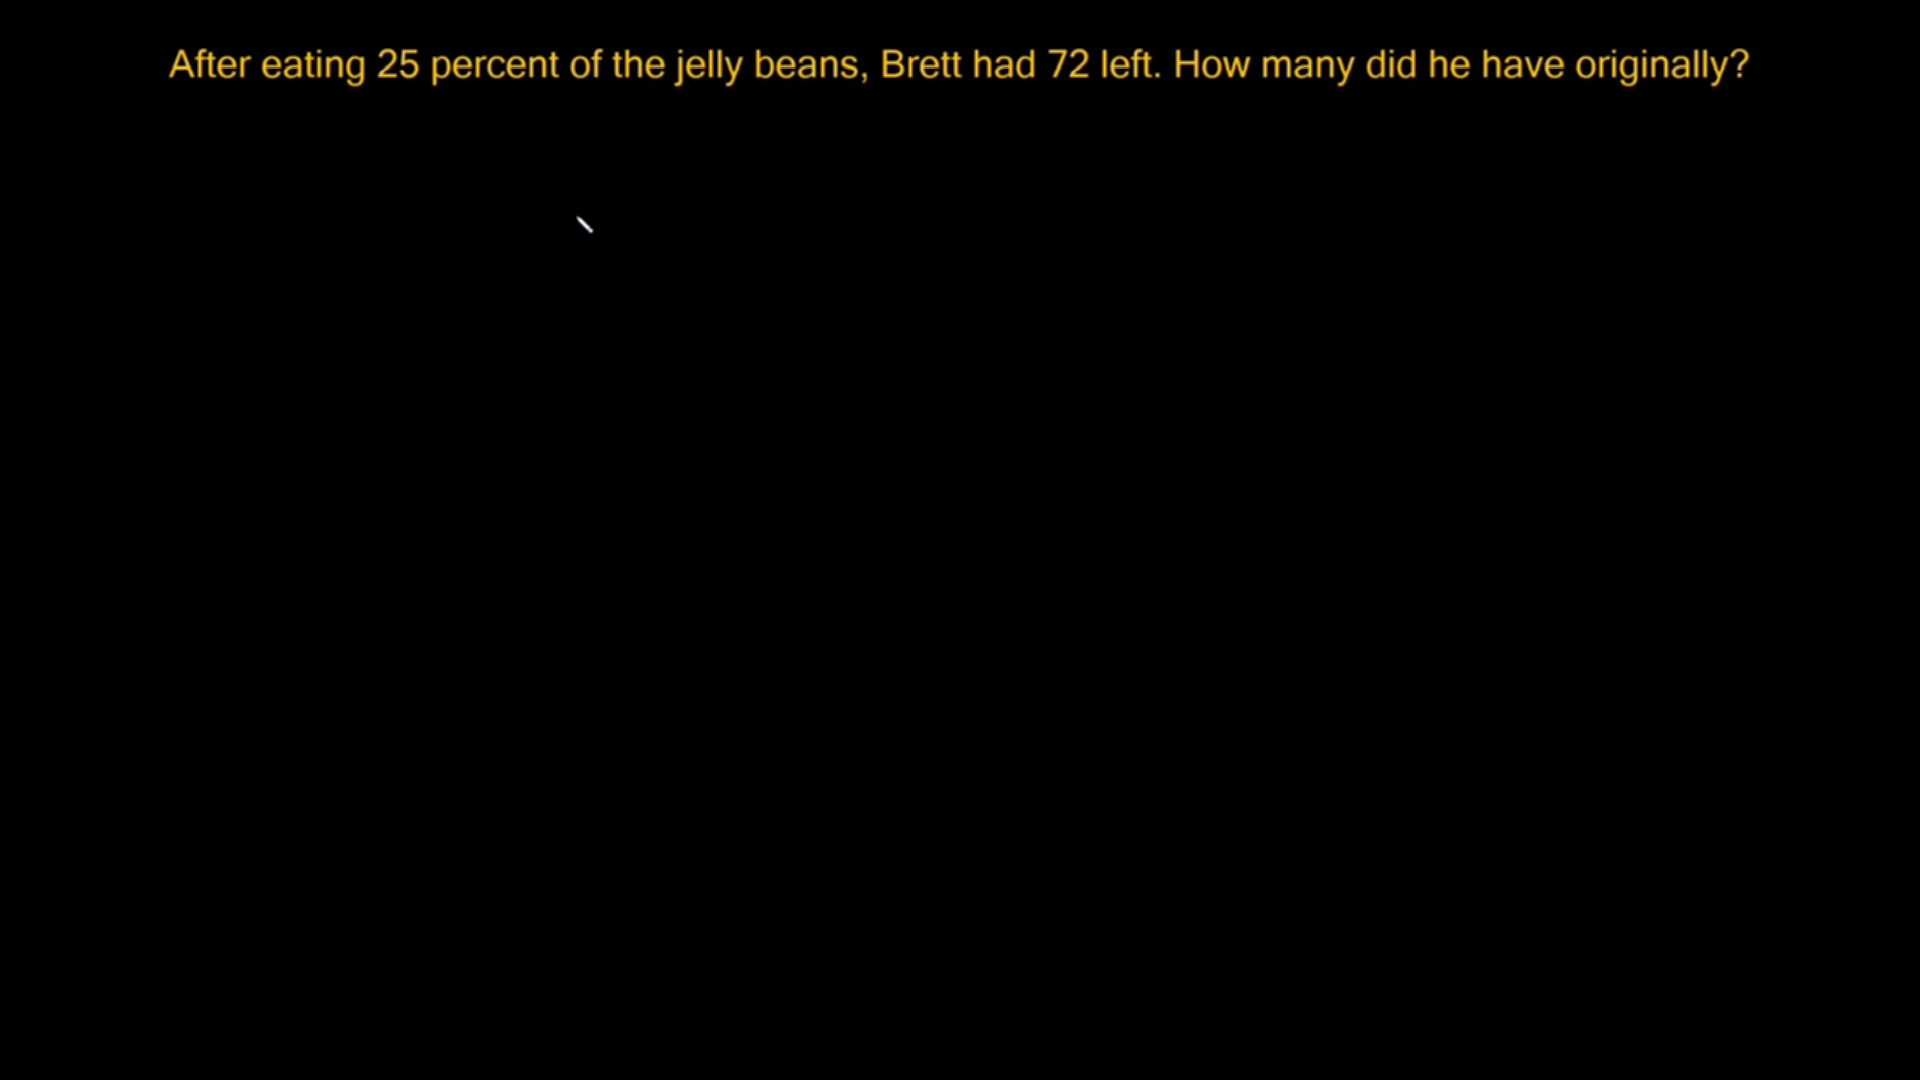 After eating 25 percent of the jelly beans, Brett had 72 left. How many did he have originally?